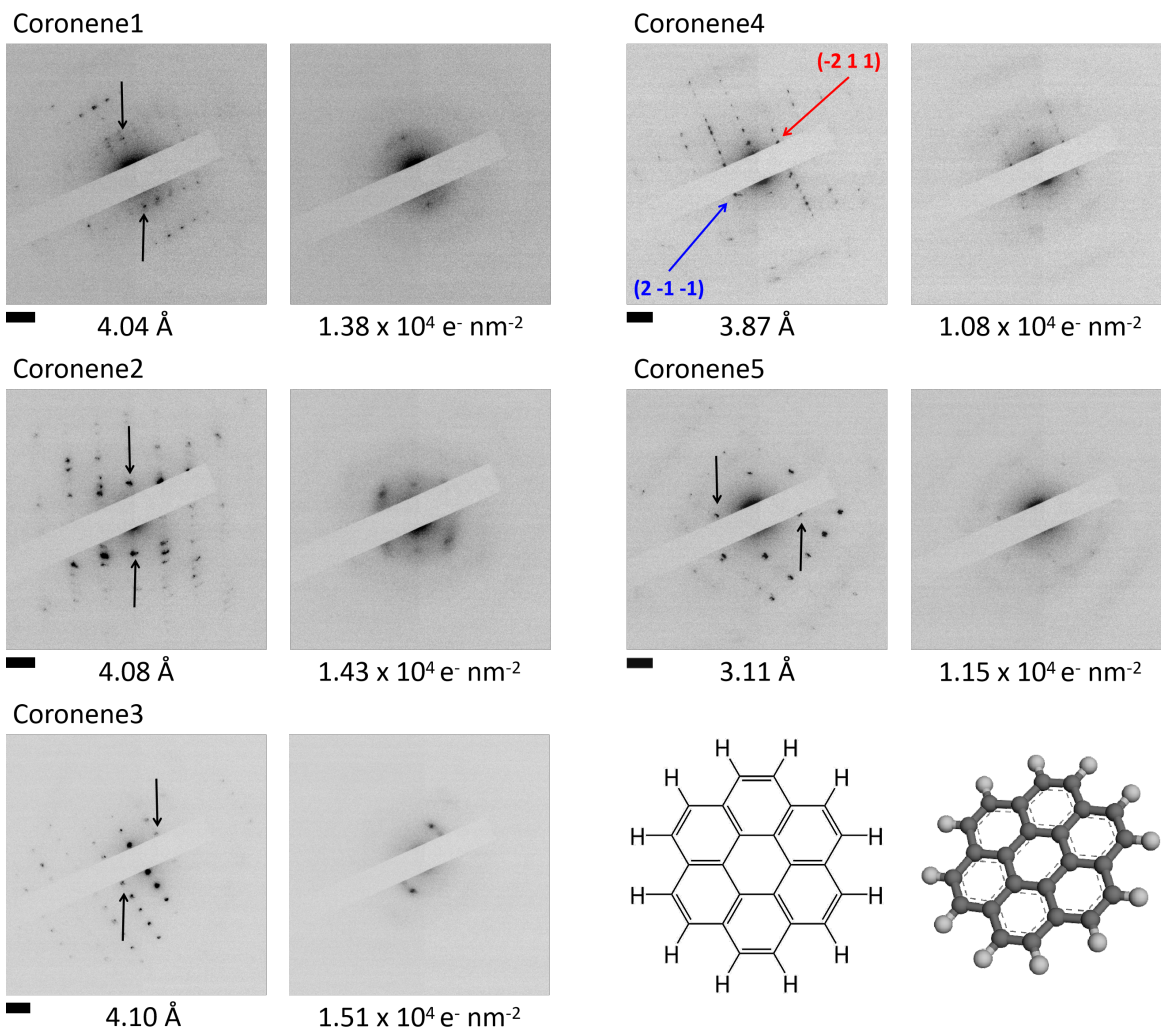 Coronene1
4.04 Å
1.38 x 10⁴ e⁻ nm⁻²
Coronene2
4.08 Å
1.43 x 10⁴ e⁻ nm⁻²
Coronene3
4.10 Å
1.51 x 10⁴ e⁻ nm⁻²
Coronene4
(-2 1 1)
(2 -1 -1)
3.87 Å
1.08 x 10⁴ e⁻ nm⁻²
Coronene5
3.11 Å
1.15 x 10⁴ e⁻ nm⁻²
H H
H H
H H
H H
H H
H H